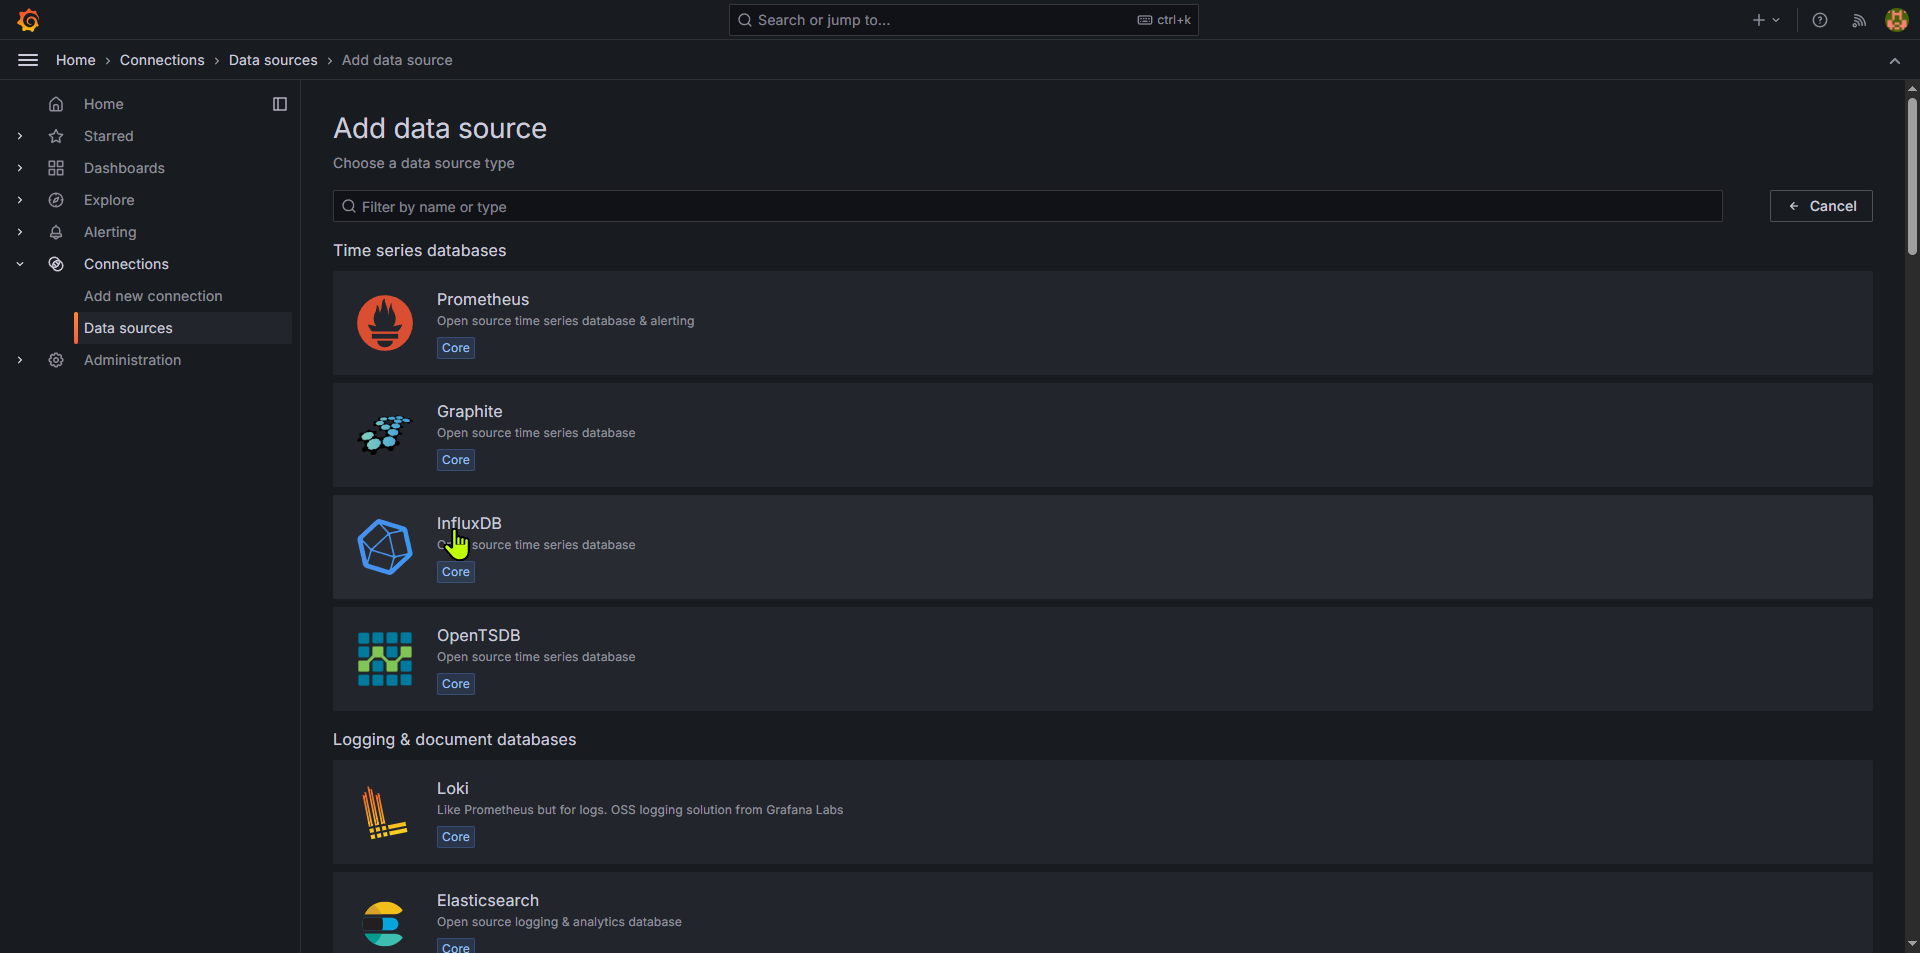 Search or jump to...
ctrl+k
Home › Connections › Data sources › Add data source
Home
Starred
Dashboards
Explore
Alerting
Connections
Add new connection
Data sources
Administration
Add data source
Choose a data source type
Filter by name or type
Cancel
Time series databases
Prometheus
Open source time series database & alerting
Core
Graphite
Open source time series database
Core
InfluxDB
source time series database
Core
OpenTSDB
Open source time series database
Core
Logging & document databases
Loki
Like Prometheus but for logs. OSS logging solution from Grafana Labs
Core
Elasticsearch
Open source logging & analytics database
Core